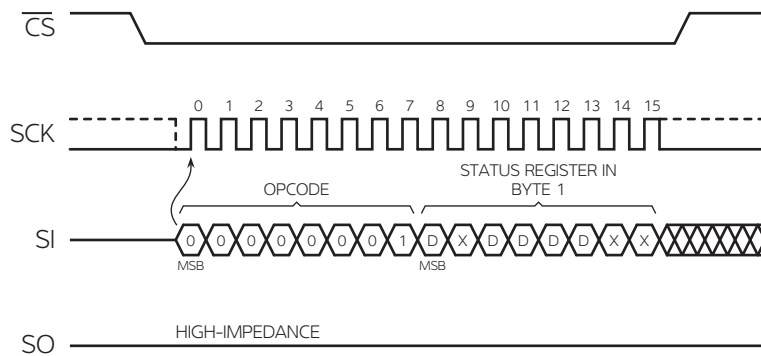 CS
0 1 2 3 4 5 6 7 8 9 10 11 12 13 14 15
SCK
STATUS REGISTER IN
OPCODE BYTE 1
SI 0 0 0 0 0 0 0 1 D X D D D D X X
MSB MSB
HIGH-IMPEDANCE
SO